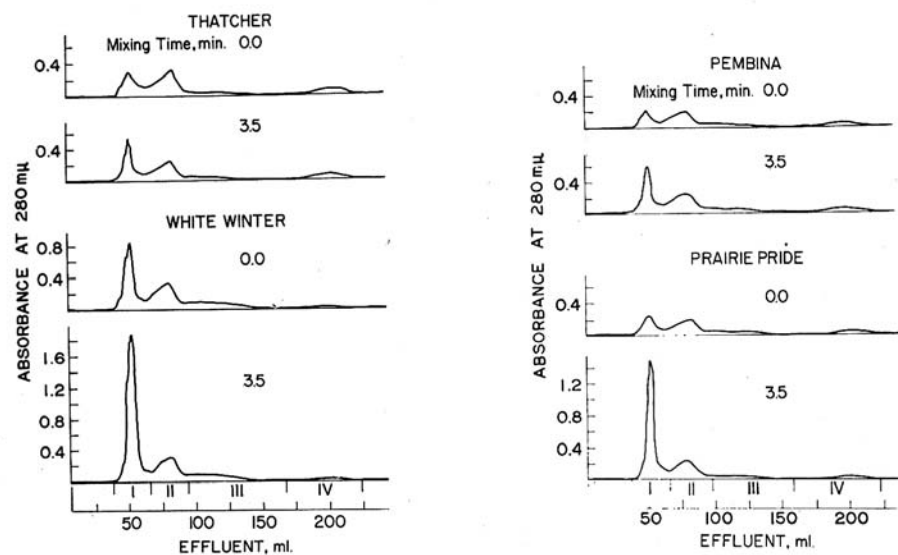 THATCHER
Mixing Time, min. 0.0
0.4
3.5
0.4
WHITE WINTER
0.8
0.0
0.4
3.5
1.6
1.2
0.8
0.4
I II III IV
50 100 150 200
EFFLUENT, ml.
ABSORBANCE AT 280 mμ
PEMBINA
Mixing Time, min. 0.0
0.4
3.5
0.4
PRAIRIE PRIDE
0.0
0.4
3.5
1.2
0.8
0.4
I II III IV
50 100 150 200
EFFLUENT, ml.
ABSORBANCE AT 280 mμ